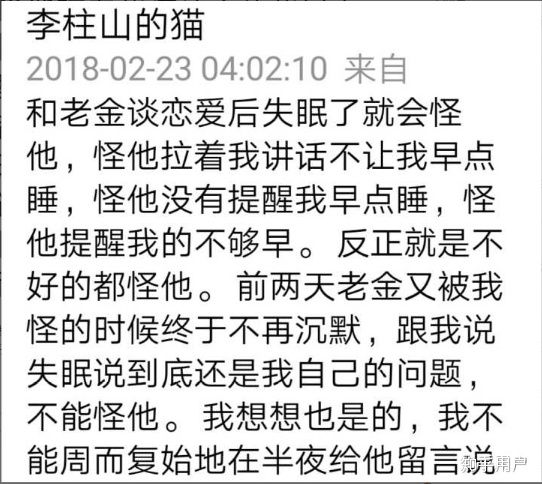 李柱山的猫
2018-02-23 04:02:10 来自
和老金谈恋爱后失眠了就会怪
他，怪他拉着我讲话不让我早点
睡，怪他没有提醒我早点睡，怪
他提醒我的不够早。反正就是不
好的都怪他。前两天老金又被我
怪的时候终于不再沉默，跟我说
失眠说到底还是我自己的问题，
不能怪他。我想想也是的，我不
能周而复始地在半夜给他留言说
知乎用户